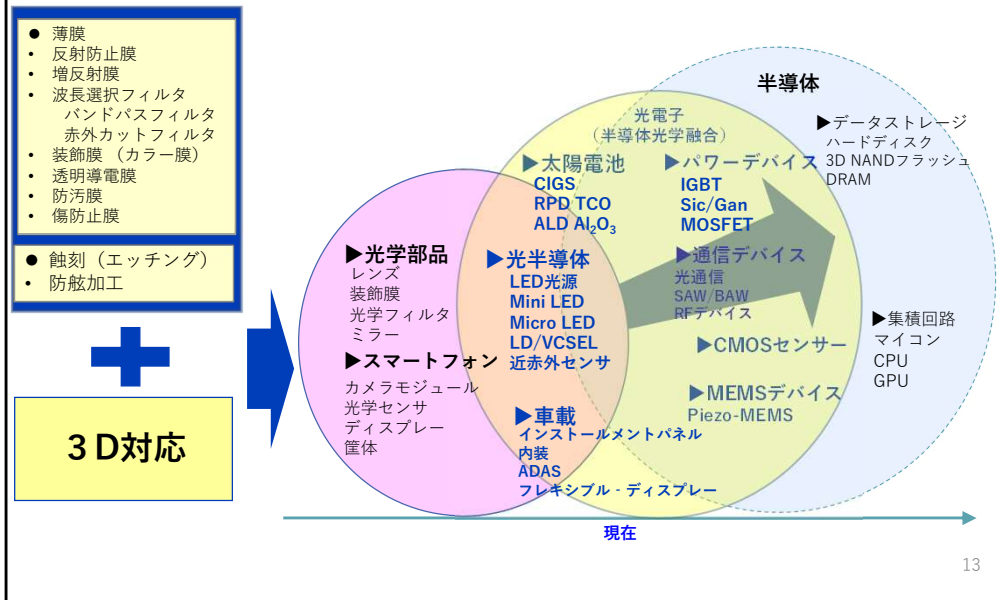 ● 薄膜
• 反射防止膜
• 増反射膜
• 波長選択フィルタ
バンドパスフィルタ
赤外カットフィルタ
• 装飾膜 （カラー膜）
• 透明導電膜
• 防汚膜
• 傷防止膜
● 蝕刻（エッチング）
• 防舷加工
３D対応
▶光学部品
レンズ
装飾膜
光学フィルタ
ミラー
▶スマートフォン
カメラモジュール
光学センサ
ディスプレー
筐体
▶光半導体
LED光源
Mini LED
Micro LED
LD/VCSEL
近赤外センサ
▶車載
インストールメントパネル
内装
ADAS
フレキシブル・ディスプレー
光電子
（半導体光学融合）
▶太陽電池
CIGS
RPD TCO
ALD Al₂O₃
▶パワーデバイス
IGBT
Sic/Gan
MOSFET
▶通信デバイス
光通信
SAW/BAW
RFデバイス
▶CMOSセンサー
▶MEMSデバイス
Piezo-MEMS
半導体
▶データストレージ
ハードディスク
3D NANDフラッシュ
DRAM
▶集積回路
マイコン
CPU
GPU
現在
13